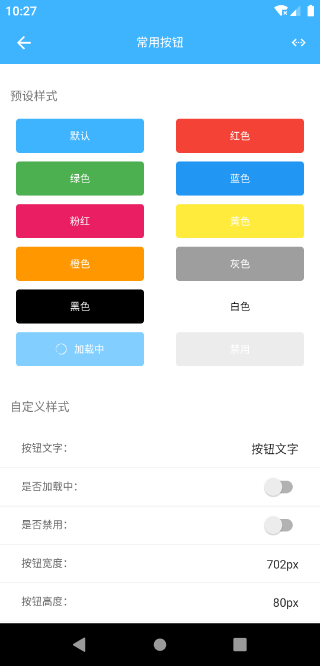 10:27
常用按钮
预设样式
默认 红色
绿色 蓝色
粉红 黄色
橙色 灰色
黑色 白色
加载中 禁用
自定义样式
按钮文字： 按钮文字
是否加载中：
是否禁用：
按钮宽度： 702px
按钮高度： 80px